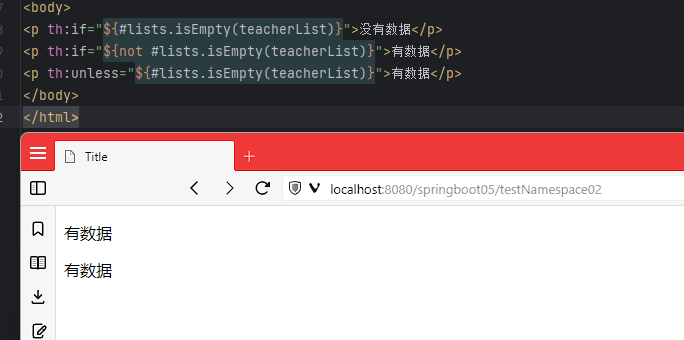 <body>
<p th:if="${#lists.isEmpty(teacherList)}">没有数据</p>
<p th:if="${not #lists.isEmpty(teacherList)}">有数据</p>
<p th:unless="${#lists.isEmpty(teacherList)}">有数据</p>
</body>
</html>
Title
localhost:8080/springboot05/testNamespace02
有数据
有数据